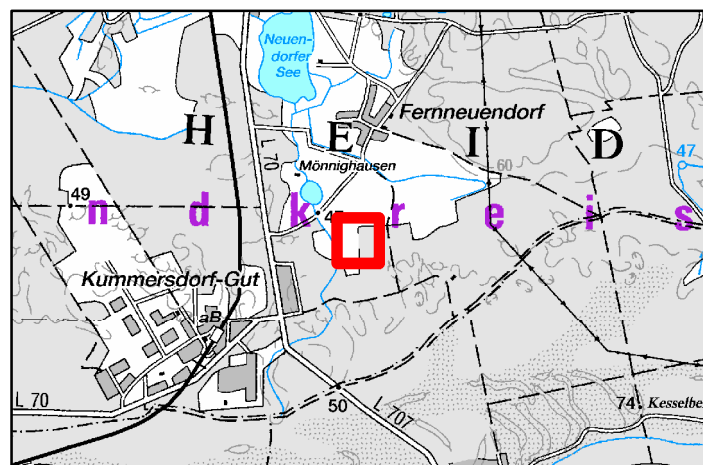 Neuen-
dorfer
See
Fernneuendorf
H E I D
L 70
47
Mönnighausen
60
49
n d k r e i s
Kummersdorf-Gut
aB
L 70
50
L 707
74
Kesselbe